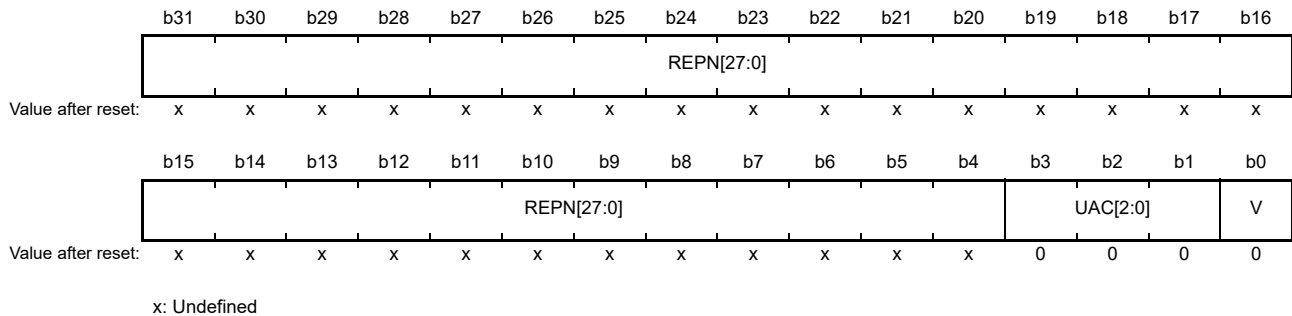 b31 b30 b29 b28 b27 b26 b25 b24 b23 b22 b21 b20 b19 b18 b17 b16
REPN[27:0]
Value after reset: x x x x x x x x x x x x x x x x
b15 b14 b13 b12 b11 b10 b9 b8 b7 b6 b5 b4 b3 b2 b1 b0
REPN[27:0] UAC[2:0] V
Value after reset: x x x x x x x x x x x x 0 0 0 0
x: Undefined